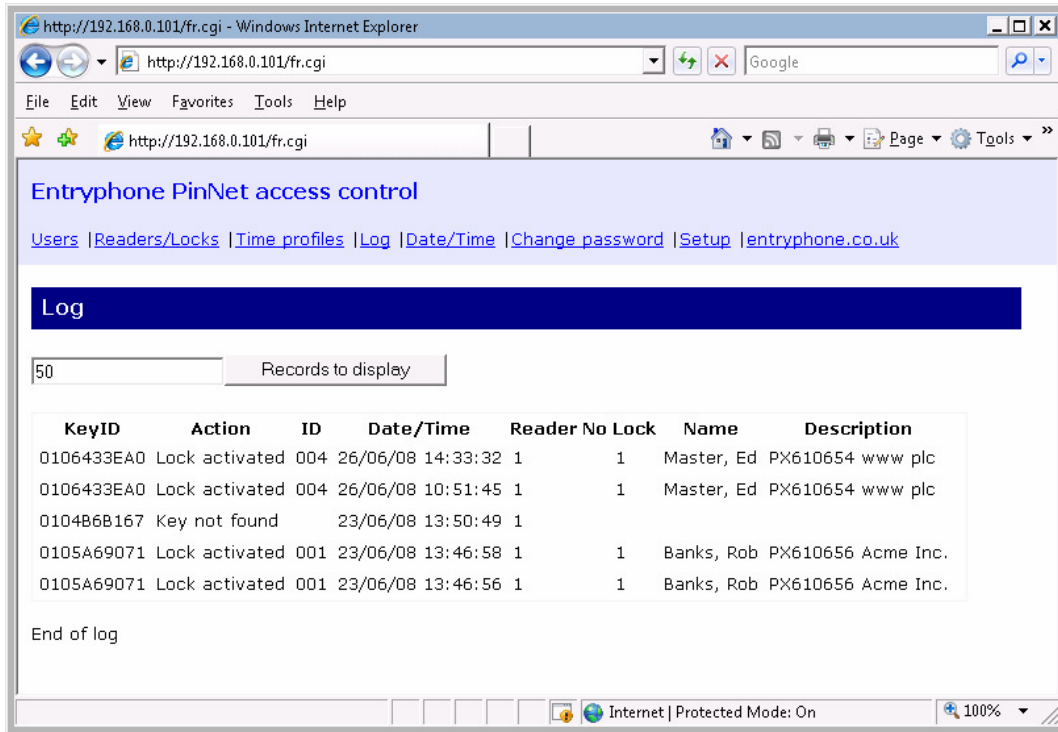 http://192.168.0.101/fr.cgi - Windows Internet Explorer
http://192.168.0.101/fr.cgi Google
File Edit View Favorites Tools Help
http://192.168.0.101/fr.cgi Page Tools »
Entryphone PinNet access control
Users |Readers/Locks |Time profiles |Log |Date/Time |Change password |Setup |entryphone.co.uk
Log
50 Records to display
KeyID Action ID Date/Time Reader No Lock Name Description
0106433EA0 Lock activated 004 26/06/08 14:33:32 1 1 Master, Ed PX610654 www plc
0106433EA0 Lock activated 004 26/06/08 10:51:45 1 1 Master, Ed PX610654 www plc
0104B6B167 Key not found 23/06/08 13:50:49 1
0105A69071 Lock activated 001 23/06/08 13:46:58 1 1 Banks, Rob PX610656 Acme Inc.
0105A69071 Lock activated 001 23/06/08 13:46:56 1 1 Banks, Rob PX610656 Acme Inc.
End of log
Internet | Protected Mode: On 100%